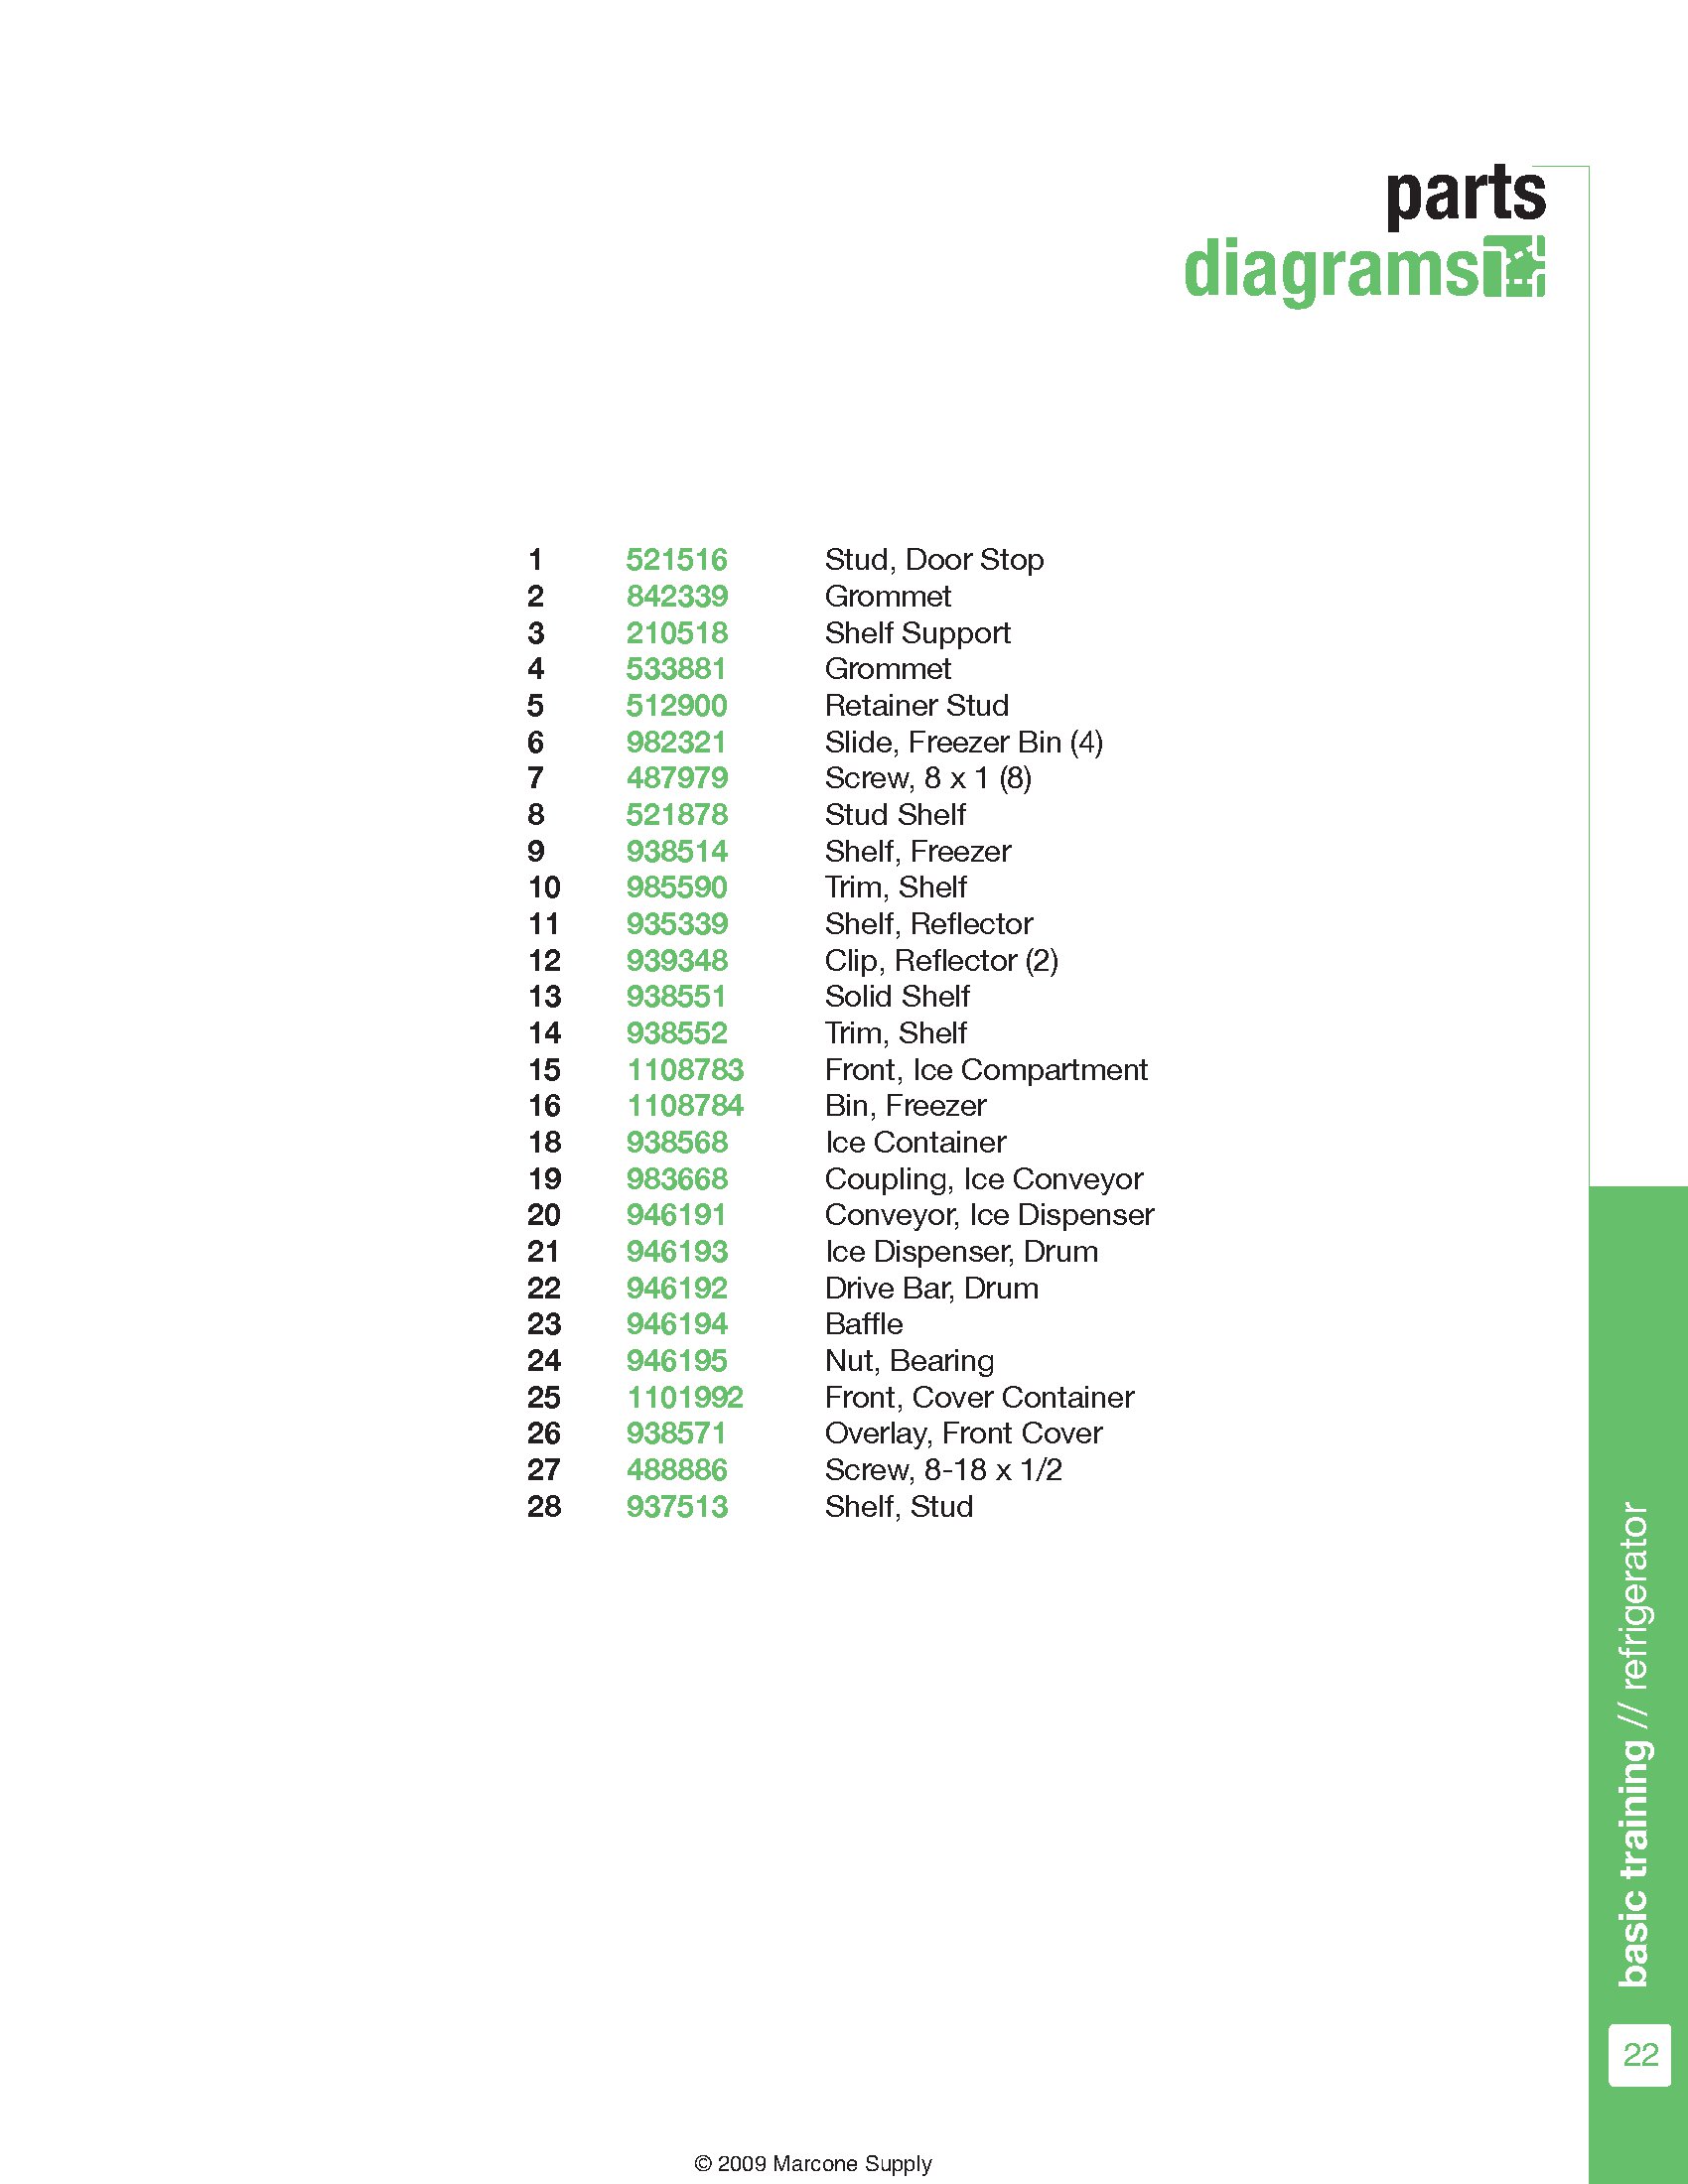 parts
diagrams
1 521516 Stud, Door Stop
2 842339 Grommet
3 210518 Shelf Support
4 533881 Grommet
5 512900 Retainer Stud
6 982321 Slide, Freezer Bin (4)
7 487979 Screw, 8 x 1 (8)
8 521878 Stud Shelf
9 938514 Shelf, Freezer
10 985590 Trim, Shelf
11 935339 Shelf, Reflector
12 939348 Clip, Reflector (2)
13 938551 Solid Shelf
14 938552 Trim, Shelf
15 1108783 Front, Ice Compartment
16 1108784 Bin, Freezer
18 938568 Ice Container
19 983668 Coupling, Ice Conveyor
20 946191 Conveyor, Ice Dispenser
21 946193 Ice Dispenser, Drum
22 946192 Drive Bar, Drum
23 946194 Baffle
24 946195 Nut, Bearing
25 1101992 Front, Cover Container
26 938571 Overlay, Front Cover
27 488886 Screw, 8-18 x 1/2
28 937513 Shelf, Stud
basic training // refrigerator
22
© 2009 Marcone Supply